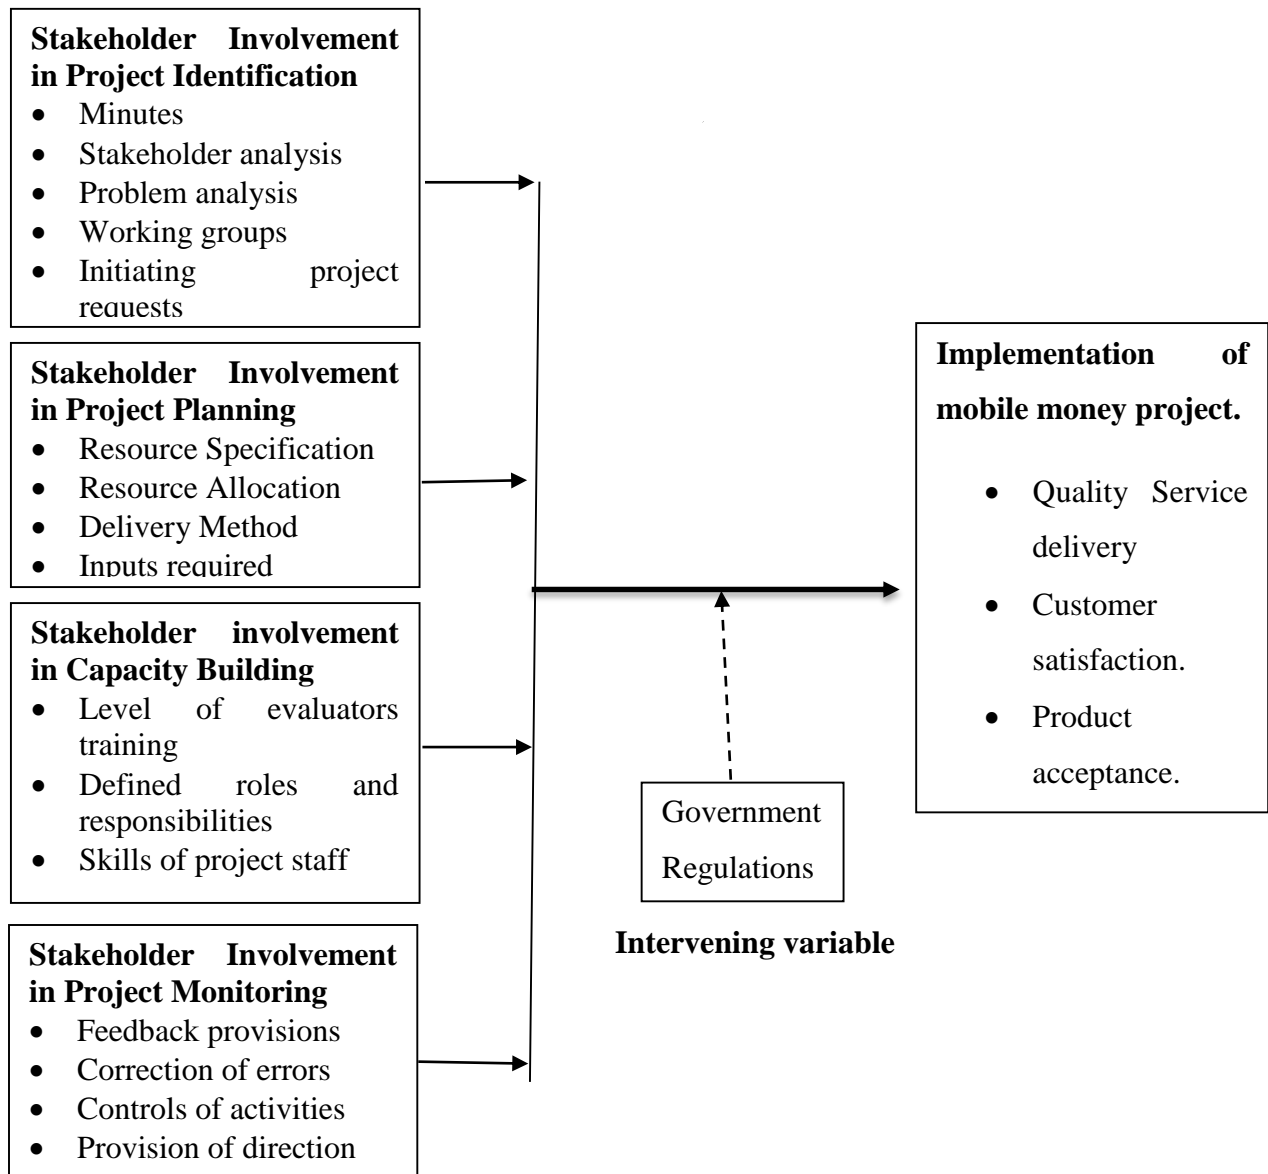 Stakeholder Involvement
in Project Identification
• Minutes
• Stakeholder analysis
• Problem analysis
• Working groups
• Initiating project
requests
Stakeholder Involvement
in Project Planning
• Resource Specification
• Resource Allocation
• Delivery Method
• Inputs required
Stakeholder involvement
in Capacity Building
• Level of evaluators
training
• Defined roles and
responsibilities
• Skills of project staff
Stakeholder Involvement
in Project Monitoring
• Feedback provisions
• Correction of errors
• Controls of activities
• Provision of direction
Government
Regulations
Intervening variable
Implementation of
mobile money project.
• Quality Service
delivery
• Customer
satisfaction.
• Product
acceptance.